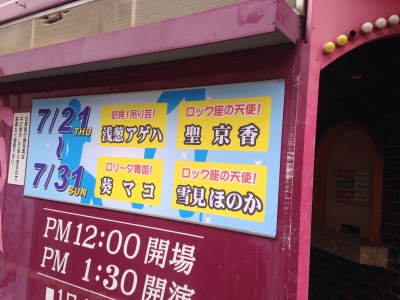 7/21 THU
~
7/31 SUN
必見!吊り芸!
浅葱アゲハ
ロック座の天使!
聖 京香
ロリータ舞姫!
葵 マコ
ロック座の天使!
雪見ほのか
PM 12:00 開場
PM 1:30 開演